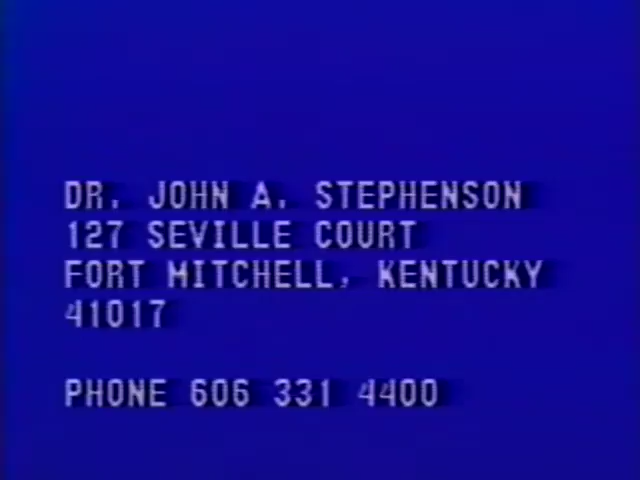 DR. JOHN A. STEPHENSON
127 SEVILLE COURT
FORT MITCHELL, KENTUCKY
41017
PHONE 606 331 4400